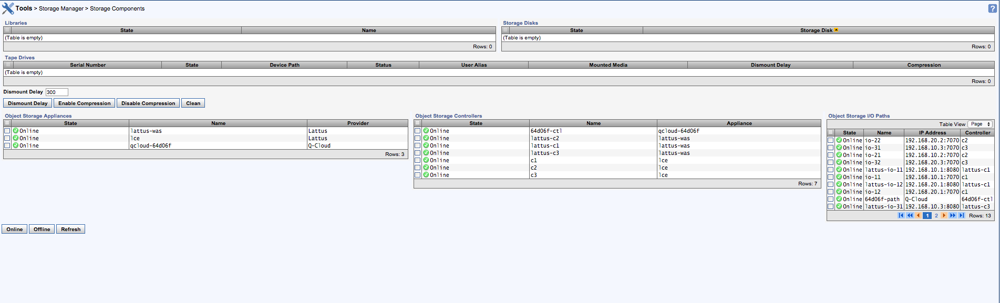 Tools > Storage Manager > Storage Components
?
Libraries
State Name
(Table is empty)
Rows: 0
Storage Disks
State Storage Disk
(Table is empty)
Rows: 0
Tape Drives
Serial Number State Device Path Status User Alias Mounted Media Dismount Delay Compression
(Table is empty)
Rows: 0
Dismount Delay 300
Dismount Delay Enable Compression Disable Compression Clean
Object Storage Appliances
State Name Provider
Online lattus-was Lattus
Online lce Lattus
Online qcloud-64d06f Q-Cloud
Rows: 3
Object Storage Controllers
State Name Appliance
Online 64d06f-ctl qcloud-64d06f
Online lattus-c2 lattus-was
Online lattus-c1 lattus-was
Online lattus-c3 lattus-was
Online c1 lce
Online c2 lce
Online c3 lce
Rows: 7
Object Storage I/O Paths
Table View Page
State Name IP Address Controller
Online io-22 192.168.20.2:7070 c2
Online io-31 192.168.10.3:7070 c3
Online io-21 192.168.10.2:7070 c2
Online io-32 192.168.20.3:7070 c3
Online lattus-io-11 192.168.10.1:8080 lattus-c1
Online io-11 192.168.10.1:7070 c1
Online lattus-io-12 192.168.20.1:8080 lattus-c1
Online io-12 192.168.20.1:7070 c1
Online 64d06f-path Q-Cloud 64d06f-ctl
Online lattus-io-31 192.168.10.3:8080 lattus-c3
1 2 Rows: 13
Online Offline Refresh